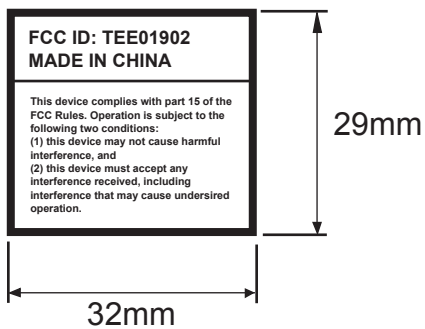 FCC ID: TEE01902
MADE IN CHINA
This device complies with part 15 of the
FCC Rules. Operation is subject to the
following two conditions:
(1) this device may not cause harmful
interference, and
(2) this device must accept any
interference received, including
interference that may cause undersired
operation.
29mm
32mm